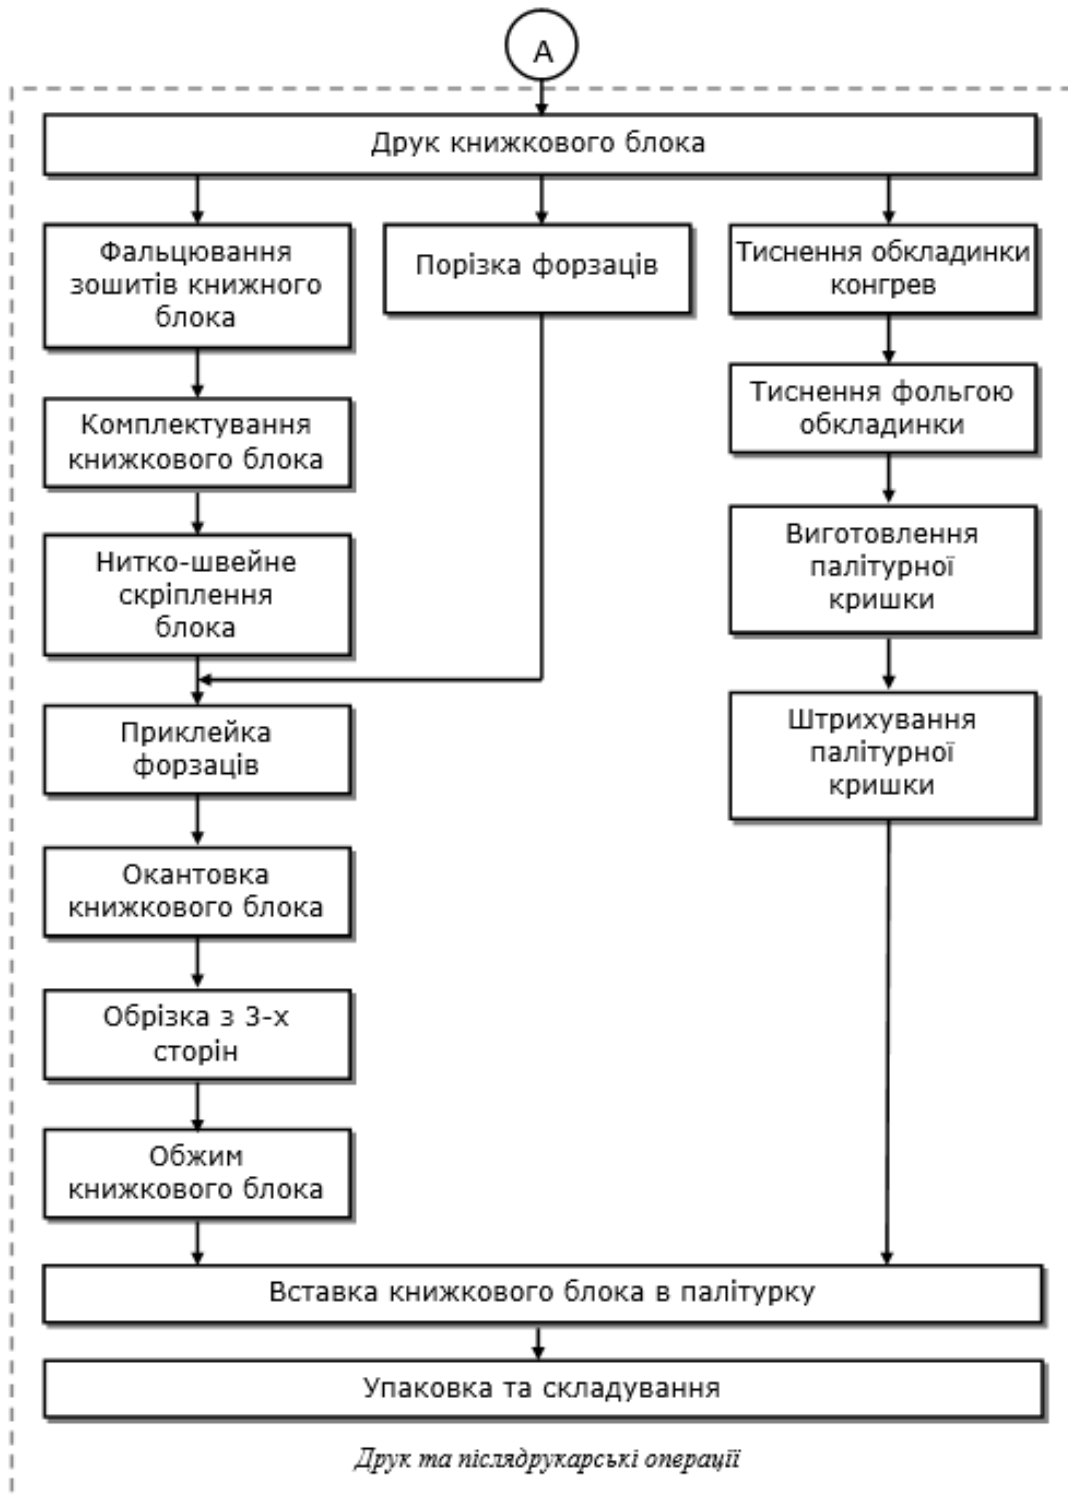 А
Друк книжкового блока
Фальцювання
зошитів книжного
блока
Порізка форзаців
Тиснення обкладинки
конгрев
Комплектування
книжкового блока
Тиснення фольгою
обкладинки
Нитко-швейне
скріплення
блока
Виготовлення
палітурної
кришки
Приклейка
форзаців
Штрихування
палітурної
кришки
Окантовка
книжкового блока
Обрізка з 3-х
сторін
Обжим
книжкового блока
Вставка книжкового блока в палітурку
Упаковка та складування
Друк та післядрукарські операції